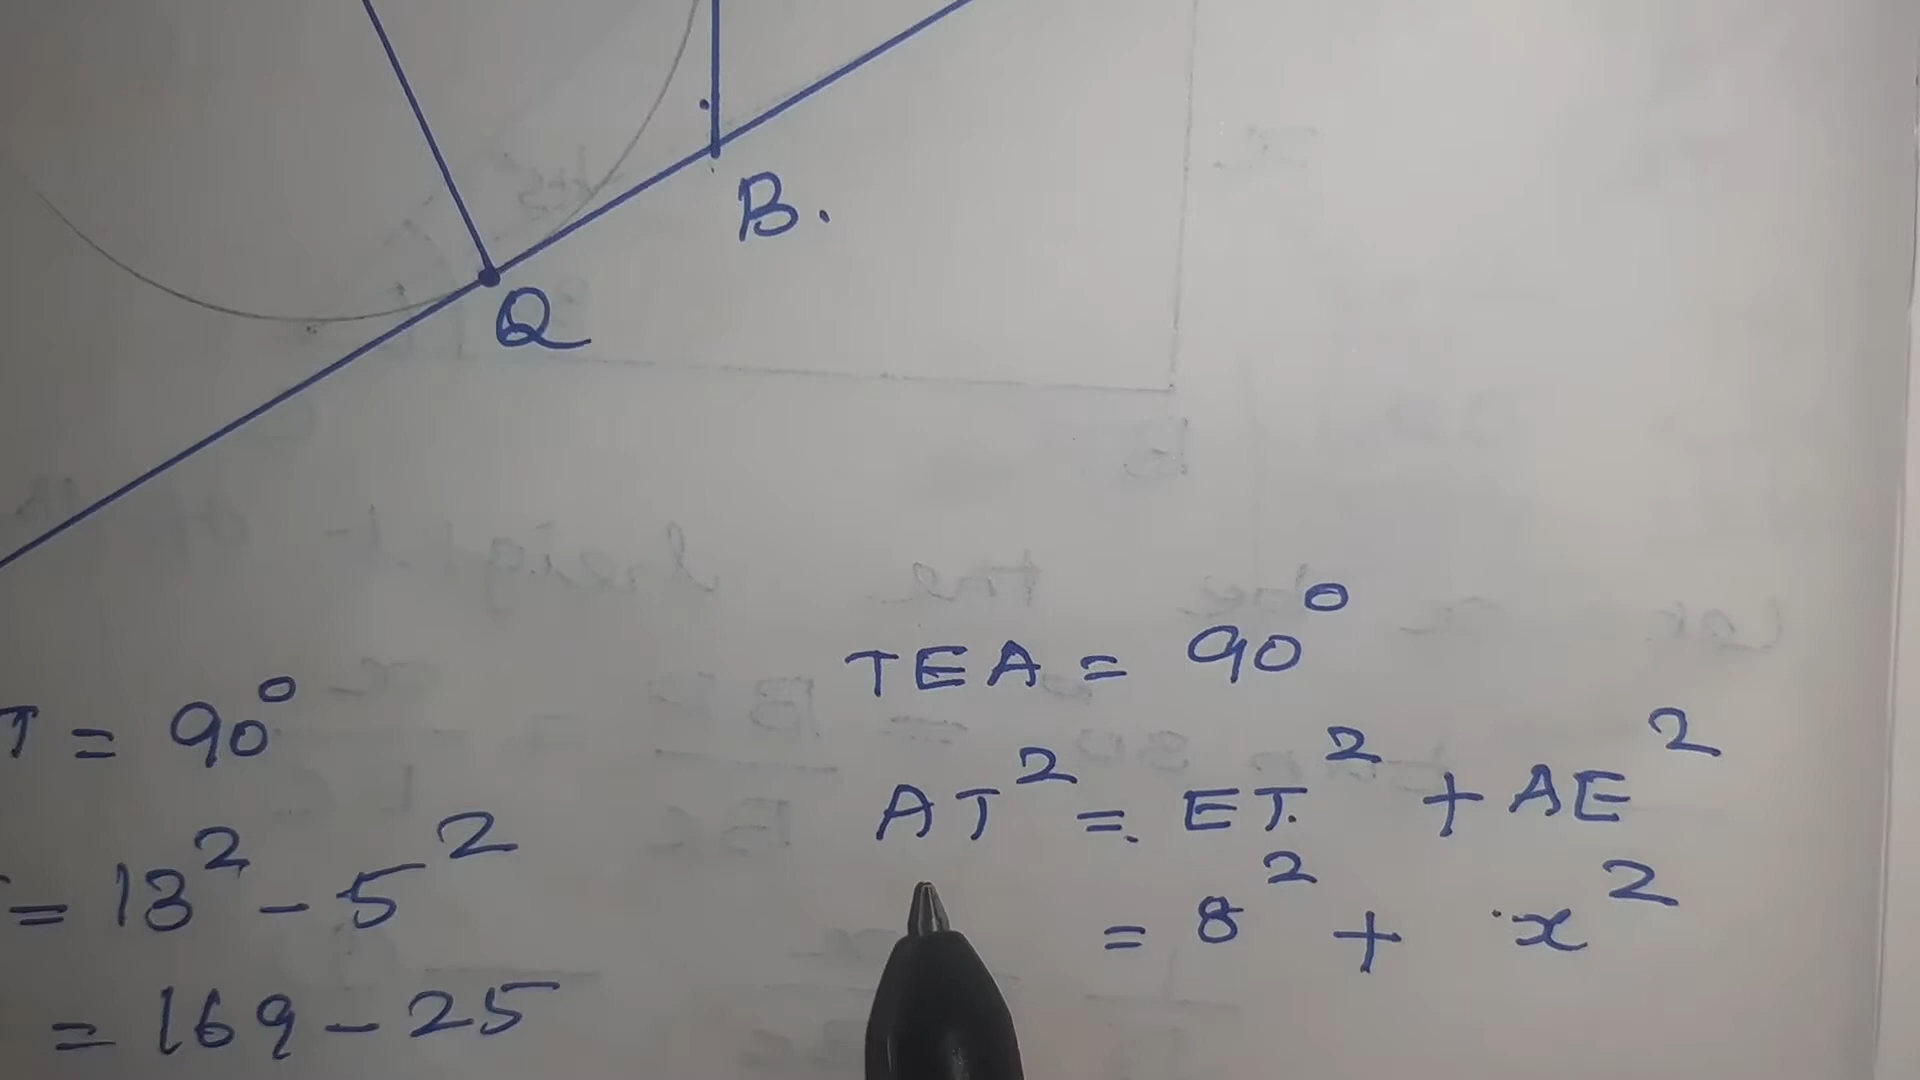 B.
Q
TEA = 90°
AT² = ET² + AE²
= 8² + x²
T = 90°
= 13² - 5²
= 169 - 25